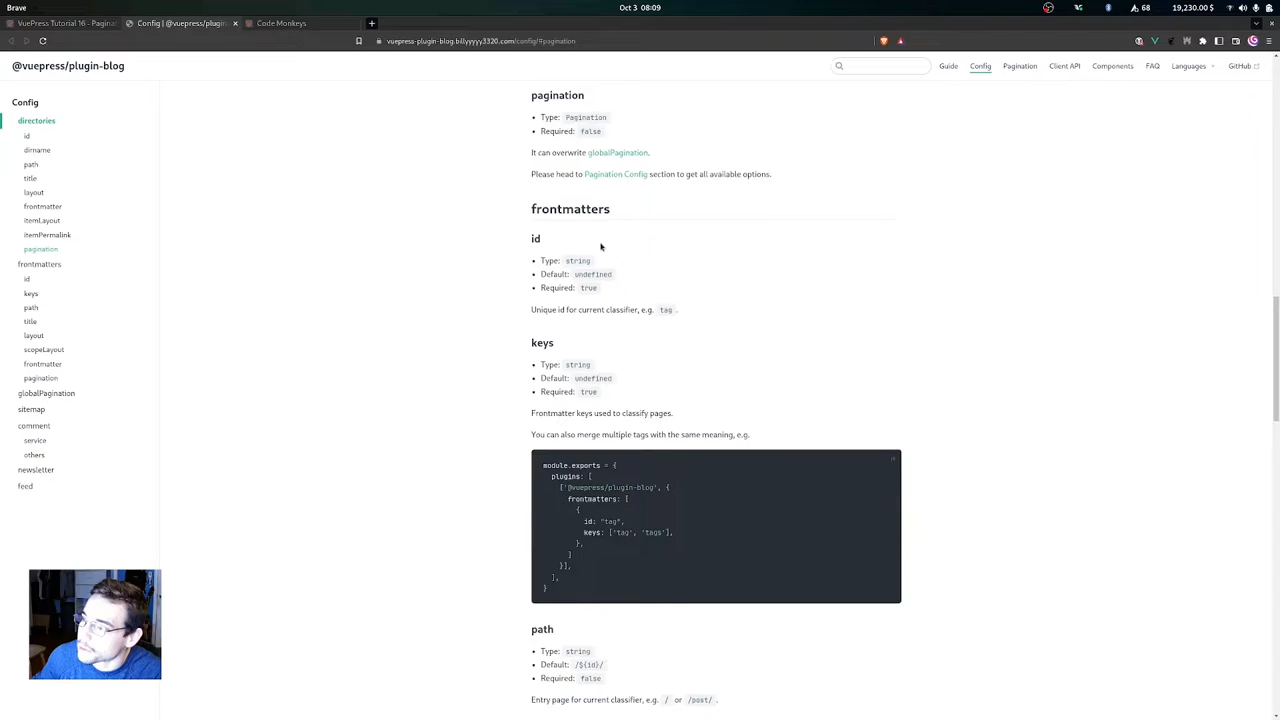 Brave
Oct 3 08:09
68
19,230.00 $
VuePress Tutorial 16 - Pagina
Config | @vuepress/plugin-
Code Monkeys
vuepress-plugin-blog.billyyyyy3320.com/config/#pagination
@vuepress/plugin-blog
Guide
Config
Pagination
Client API
Components
FAQ
Languages
GitHub
Config
directories
id
dirname
path
title
layout
frontmatter
itemLayout
itemPermalink
pagination
frontmatters
id
keys
path
title
layout
scopeLayout
frontmatter
pagination
globalPagination
sitemap
comment
service
others
newsletter
feed
pagination
• Type: Pagination
• Required: false
It can overwrite globalPagination.
Please head to Pagination Config section to get all available options.
frontmatters
id
• Type: string
• Default: undefined
• Required: true
Unique id for current classifier, e.g. tag .
keys
• Type: string
• Default: undefined
• Required: true
Frontmatter keys used to classify pages.
You can also merge multiple tags with the same meaning, e.g.
js
module.exports = {
plugins: [
['@vuepress/plugin-blog', {
frontmatters: [
{
id: "tag",
keys: ['tag', 'tags'],
},
]
}],
],
}
path
• Type: string
• Default: /${id}/
• Required: false
Entry page for current classifier, e.g. / or /post/ .